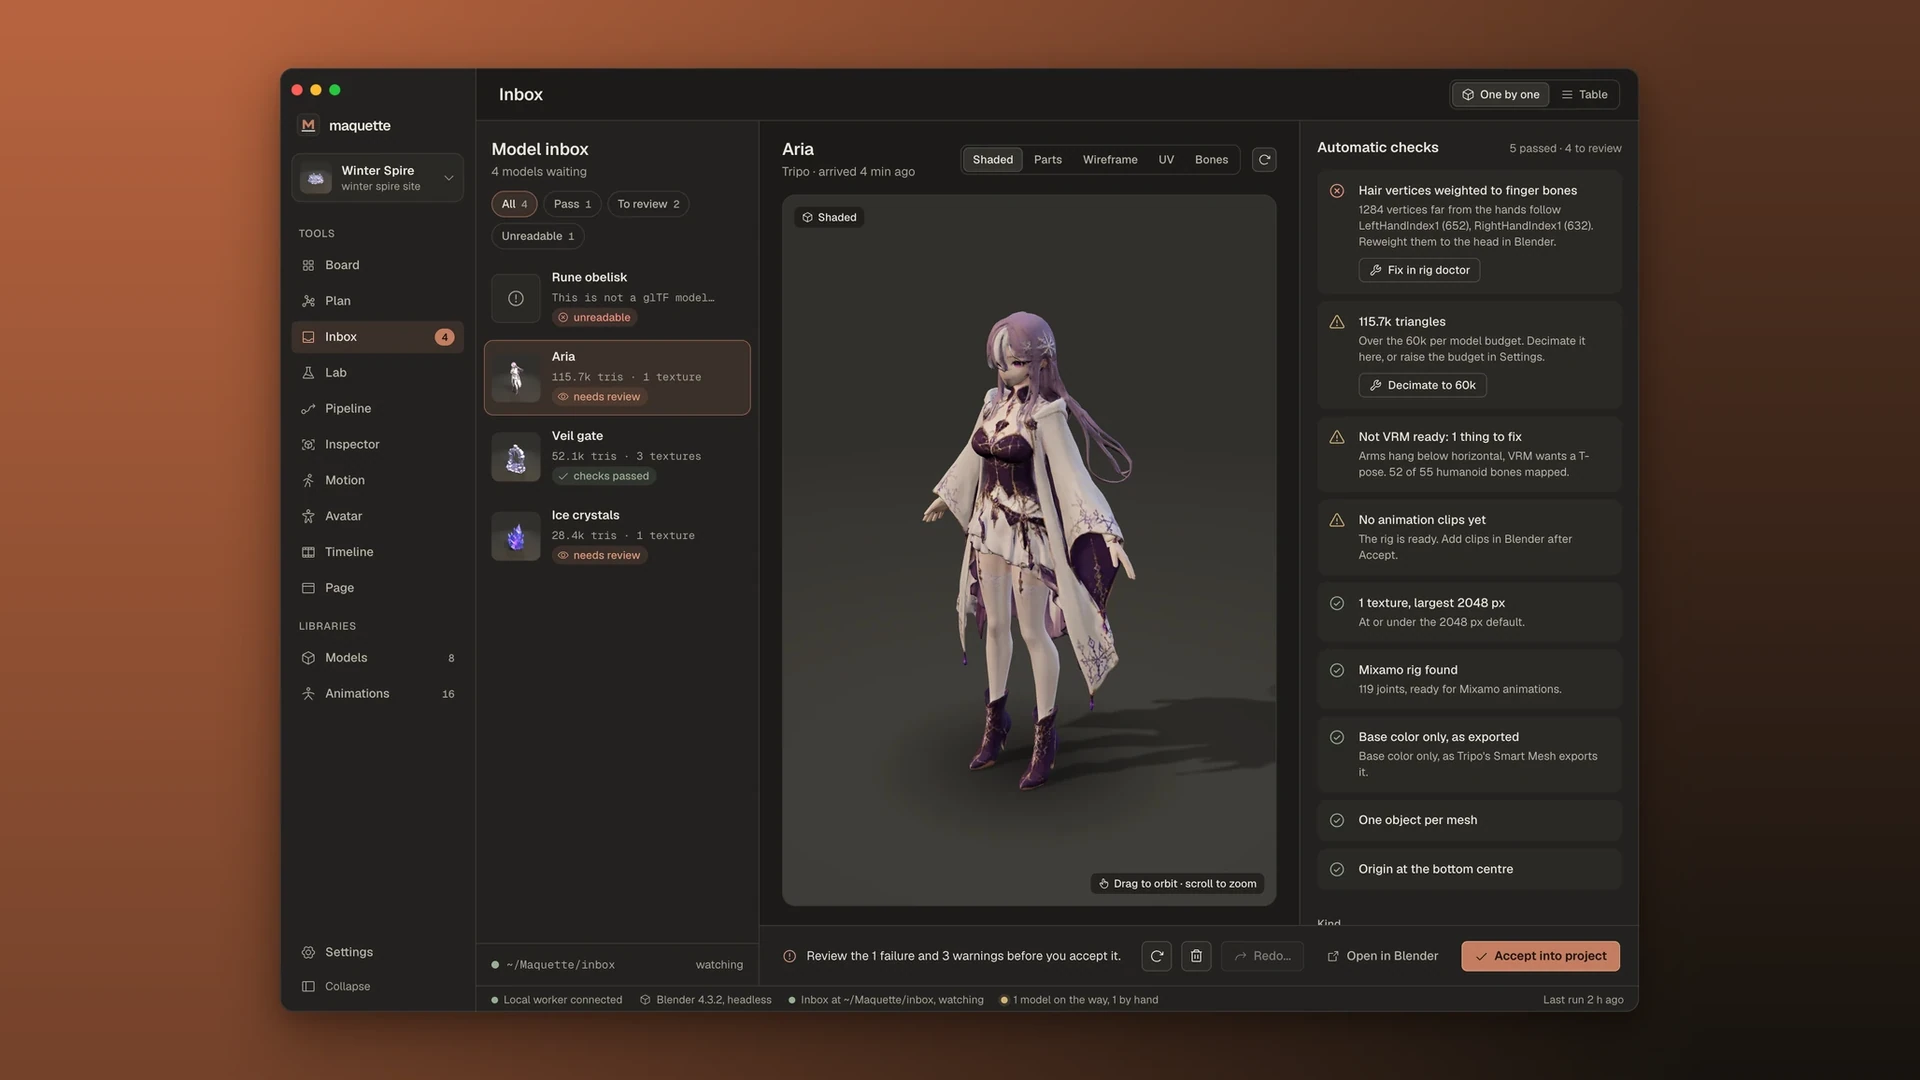 Inbox
One by one
Table
M
maquette
Winter Spire
winter spire site
TOOLS
Board
Plan
Inbox 4
Lab
Pipeline
Inspector
Motion
Avatar
Timeline
Page
LIBRARIES
Models 8
Animations 16
Settings
Collapse
Model inbox
4 models waiting
All 4 Pass 1 To review 2
Unreadable 1
Rune obelisk
This is not a glTF model…
unreadable
Aria
115.7k tris · 1 texture
needs review
Veil gate
52.1k tris · 3 textures
checks passed
Ice crystals
28.4k tris · 1 texture
needs review
~/Maquette/inbox watching
Aria
Tripo · arrived 4 min ago
Shaded Parts Wireframe UV Bones
Shaded
Drag to orbit · scroll to zoom
Automatic checks 5 passed · 4 to review
Hair vertices weighted to finger bones
1284 vertices far from the hands follow
LeftHandIndex1 (652), RightHandIndex1 (632).
Reweight them to the head in Blender.
Fix in rig doctor
115.7k triangles
Over the 60k per model budget. Decimate it
here, or raise the budget in Settings.
Decimate to 60k
Not VRM ready: 1 thing to fix
Arms hang below horizontal, VRM wants a T-
pose. 52 of 55 humanoid bones mapped.
No animation clips yet
The rig is ready. Add clips in Blender after
Accept.
1 texture, largest 2048 px
At or under the 2048 px default.
Mixamo rig found
119 joints, ready for Mixamo animations.
Base color only, as exported
Base color only, as Tripo's Smart Mesh exports
it.
One object per mesh
Origin at the bottom centre
Kind
Review the 1 failure and 3 warnings before you accept it.
Redo…
Open in Blender
Accept into project
Local worker connected
Blender 4.3.2, headless
Inbox at ~/Maquette/inbox, watching
1 model on the way, 1 by hand
Last run 2 h ago